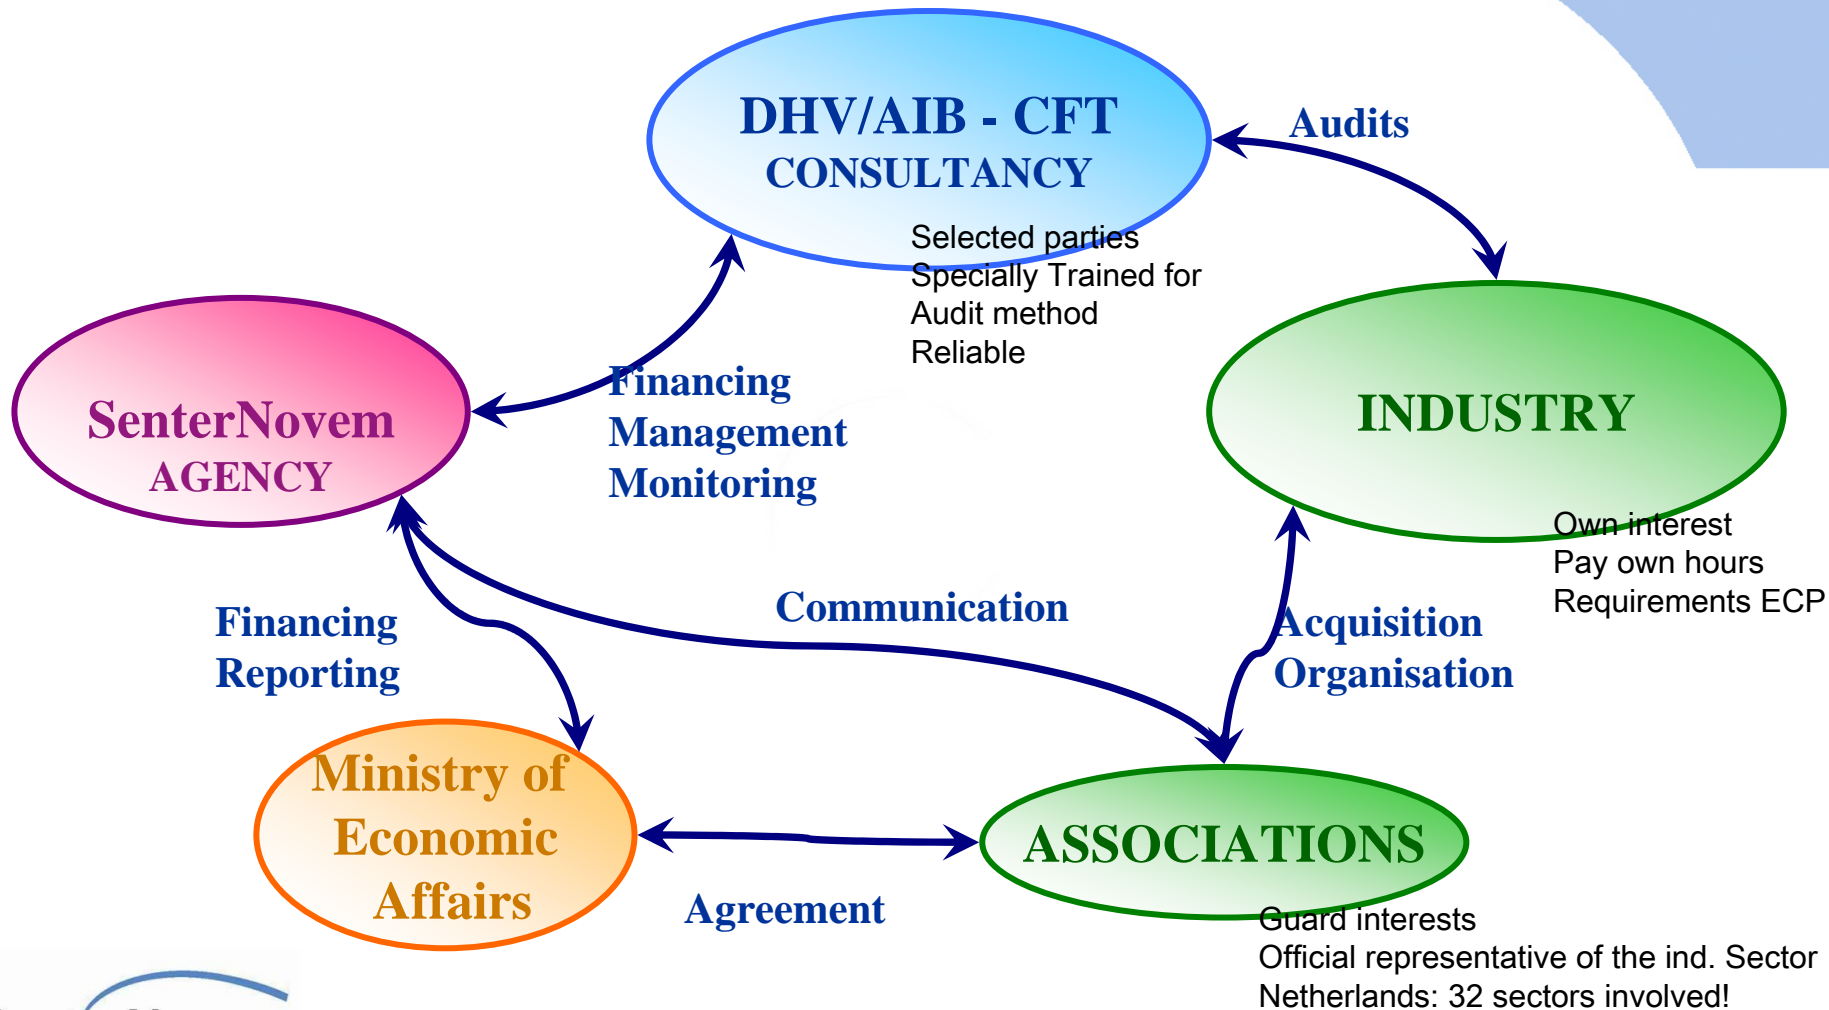 DHV/AIB - CFT
CONSULTANCY
Audits
Selected parties
Specially Trained for
Audit method
Reliable
SenterNovem
AGENCY
Financing
Management
Monitoring
INDUSTRY
Own interest
Pay own hours
Requirements ECP
Communication
Financing
Reporting
Acquisition
Organisation
Ministry of
Economic
Affairs
Agreement
ASSOCIATIONS
Guard interests
Official representative of the ind. Sector
Netherlands: 32 sectors involved!